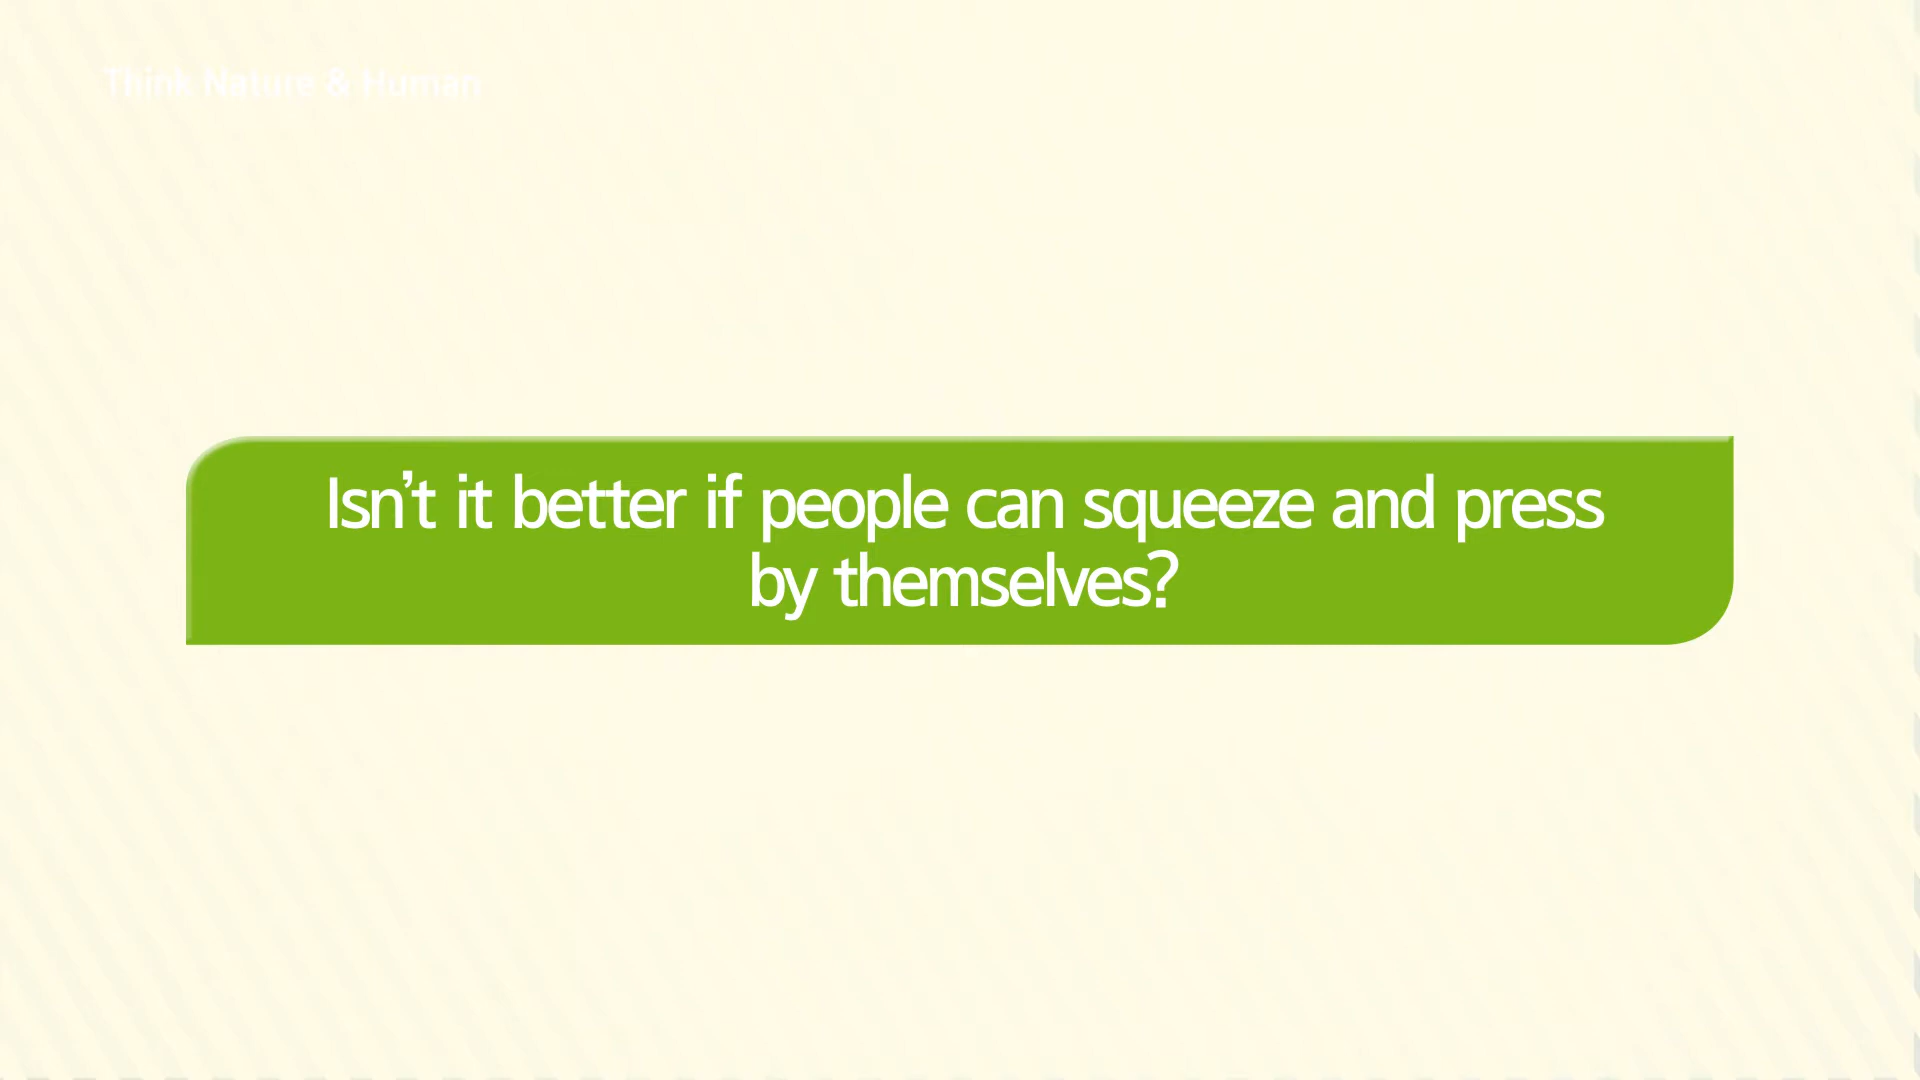 Think Nature & Human
Isn’t it better if people can squeeze and press
by themselves?